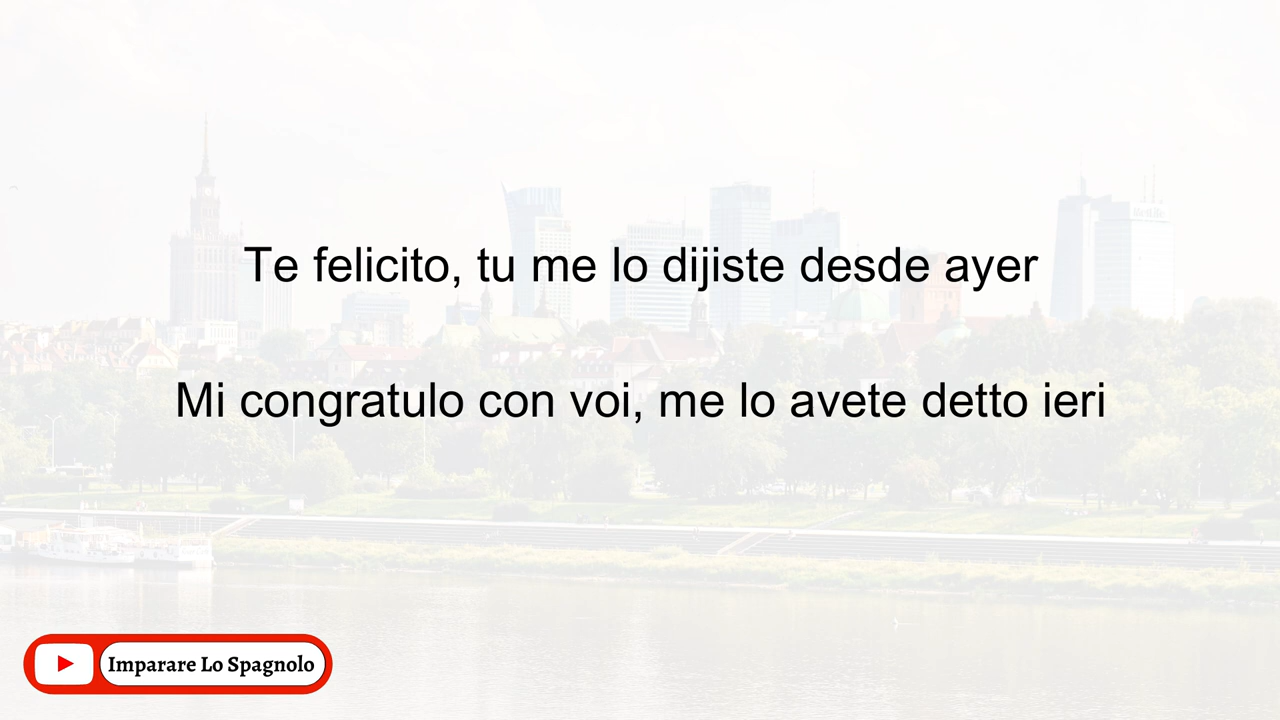 Te felicito, tu me lo dijiste desde ayer
Mi congratulo con voi, me lo avete detto ieri
Imparare Lo Spagnolo